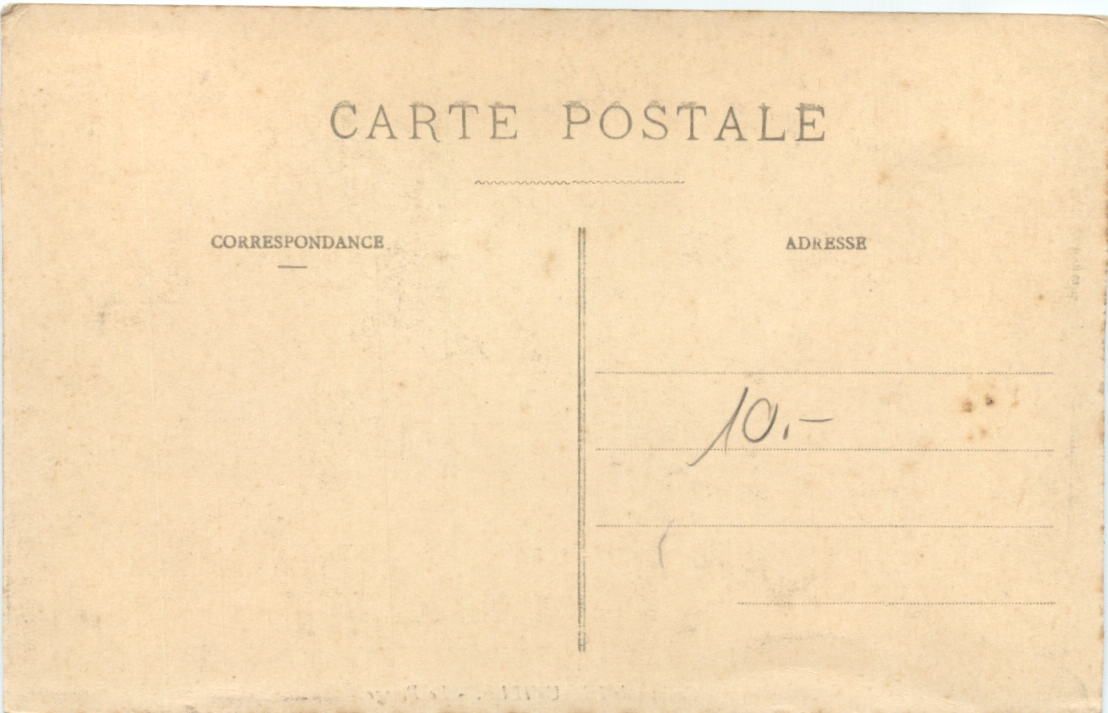 CARTE POSTALE
CORRESPONDANCE
ADRESSE
10.-